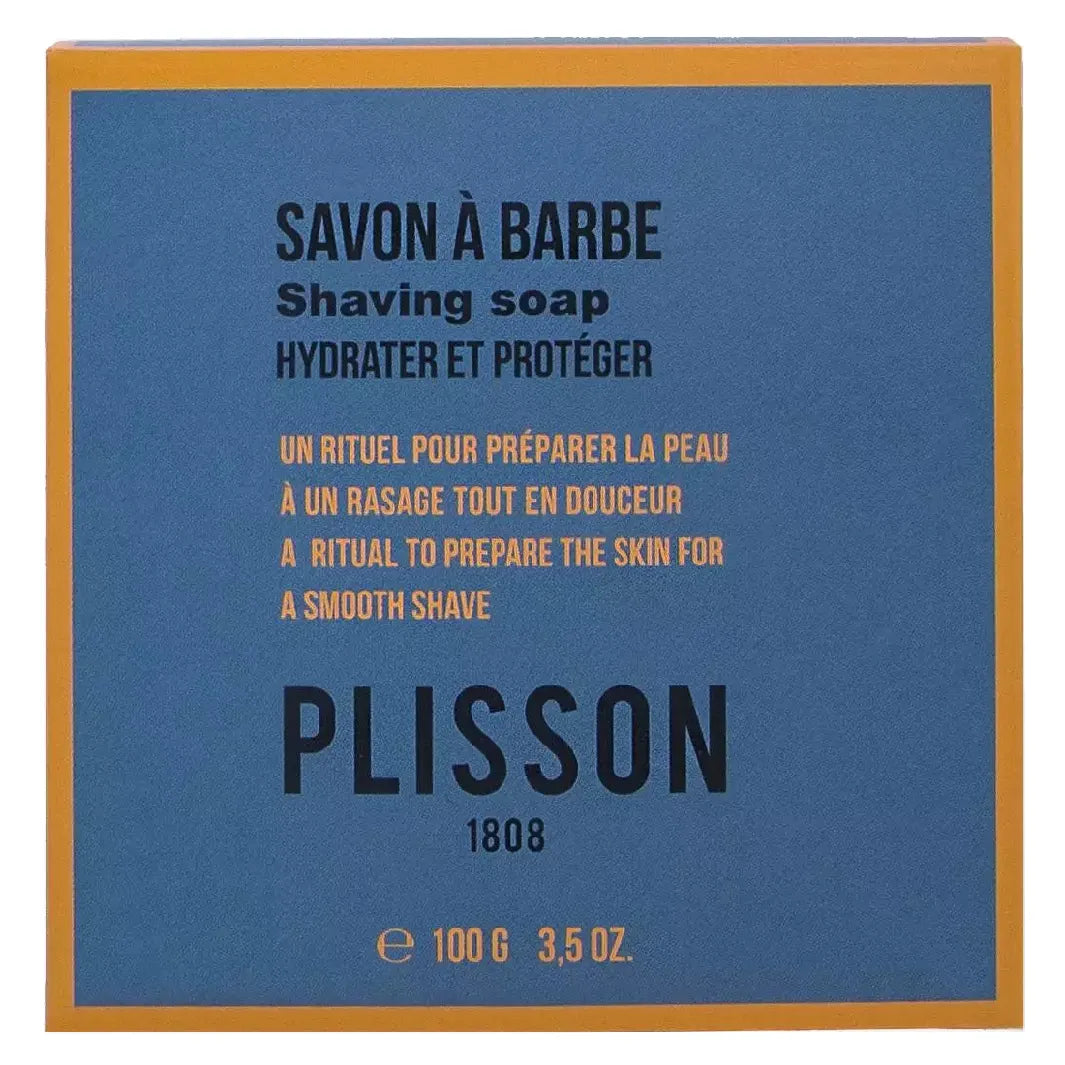 SAVON À BARBE
Shaving soap
HYDRATER ET PROTÉGER
UN RITUEL POUR PRÉPARER LA PEAU
À UN RASAGE TOUT EN DOUCEUR
A RITUAL TO PREPARE THE SKIN FOR
A SMOOTH SHAVE
PLISSON
1808
℮ 100 G 3,5 OZ.